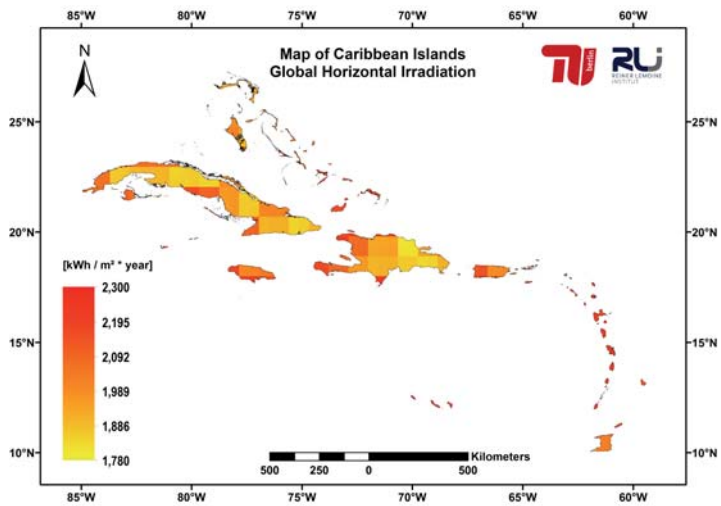 85°W 80°W 75°W 70°W 65°W 60°W
N
Map of Caribbean Islands
Global Horizontal Irradiation
berlin
RLI
REINER LEMOINE
INSTITUT
25°N 25°N
20°N 20°N
[kWh / m² * year]
2,300
2,195
15°N 15°N
2,092
1,989
1,886
1,780
10°N 10°N
Kilometers
500 250 0 500
85°W 80°W 75°W 70°W 65°W 60°W